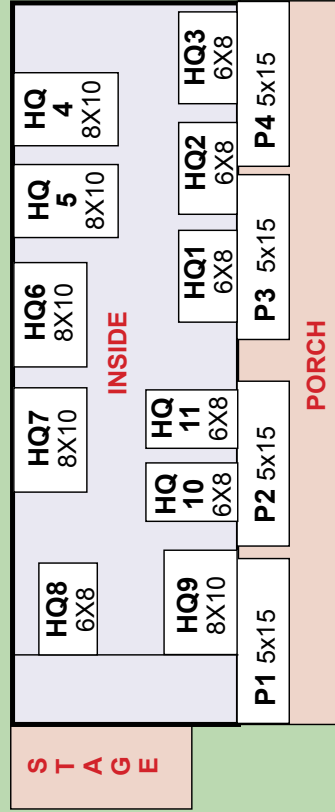 S
T
A
G
E
HQ8
6X8
HQ7
8X10
HQ6
8X10
HQ
5
8X10
HQ
4
8X10
INSIDE
HQ9
8X10
HQ
10
6X8
HQ
11
6X8
HQ1
6X8
HQ2
6X8
HQ3
6X8
P1 5x15
P2 5x15
P3 5x15
P4 5x15
PORCH